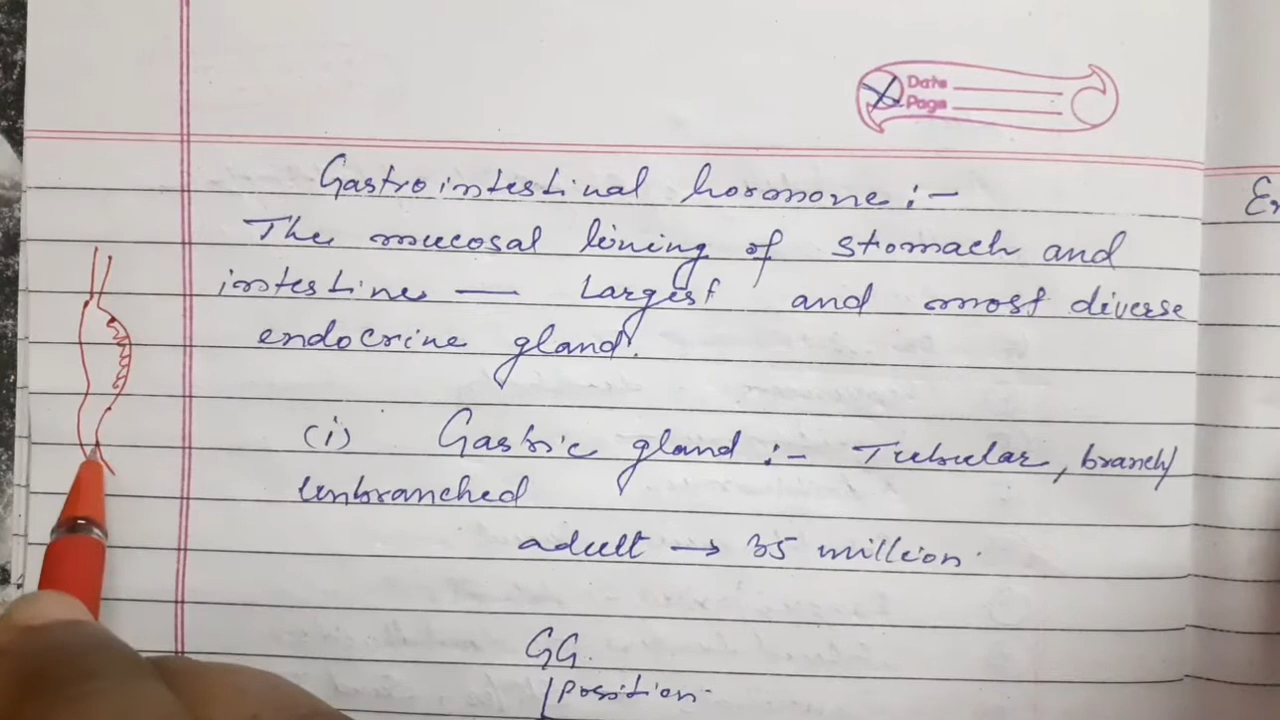 Date
Page
Gastrointestinal hormone :-
The mucosal lining of stomach and
intestine — Largest and most diverse
endocrine gland.
(i) Gastric gland :- Tubular, branch/
unbranched
adult → 35 million
GG.
position